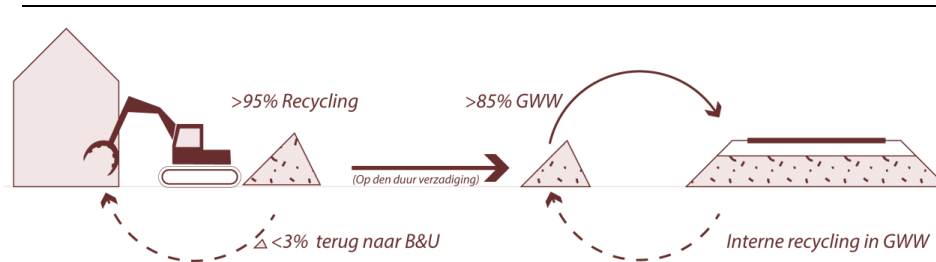 >95% Recycling
>85% GWW
(Op den duur verzadiging)
<3% terug naar B&U
Interne recycling in GWW